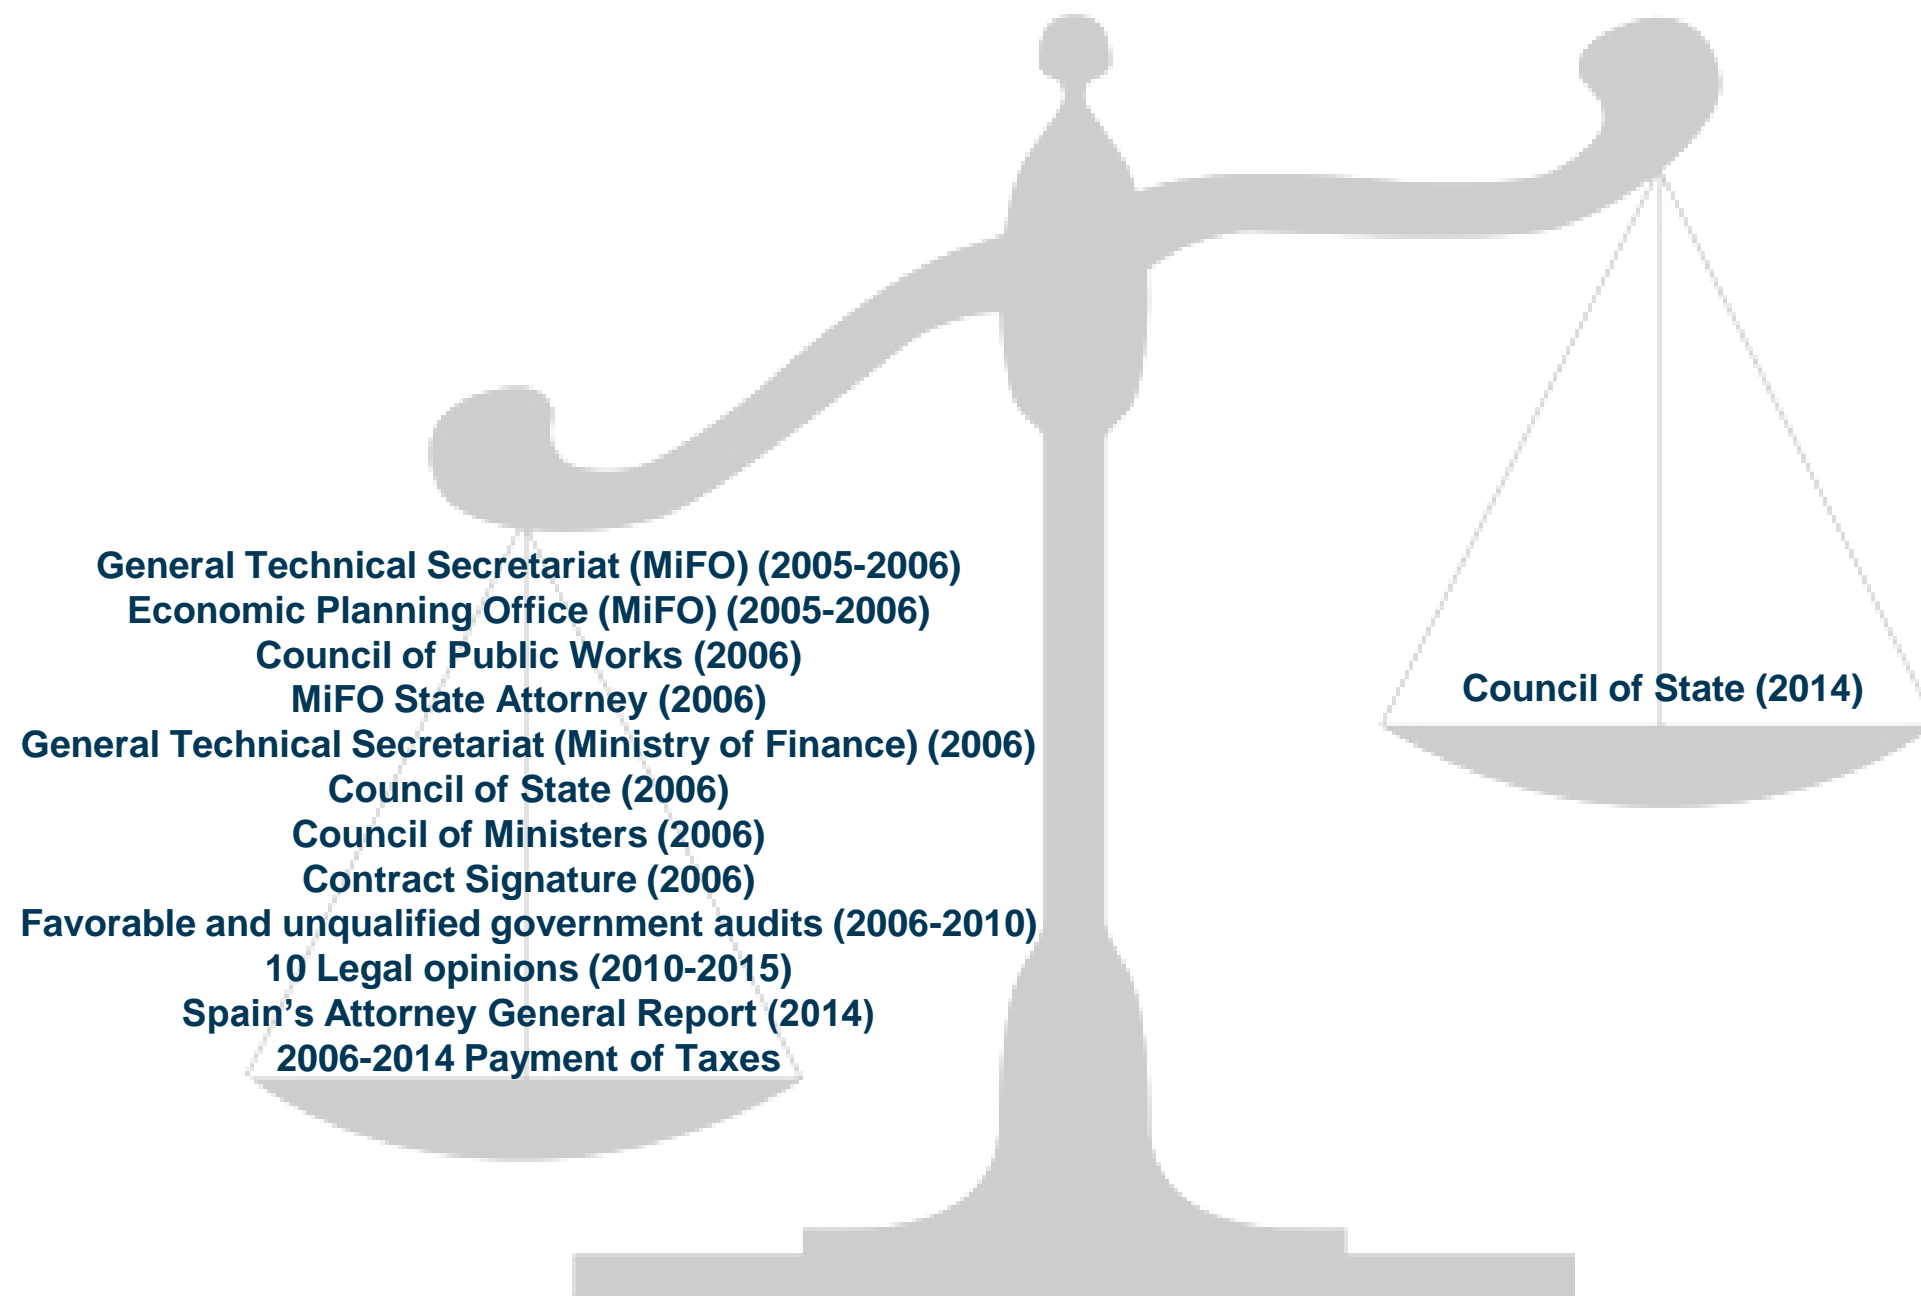 General Technical Secretariat (MiFO) (2005-2006)
Economic Planning Office (MiFO) (2005-2006)
Council of Public Works (2006)
MiFO State Attorney (2006)
General Technical Secretariat (Ministry of Finance) (2006)
Council of State (2006)
Council of Ministers (2006)
Contract Signature (2006)
Favorable and unqualified government audits (2006-2010)
10 Legal opinions (2010-2015)
Spain’s Attorney General Report (2014)
2006-2014 Payment of Taxes
Council of State (2014)